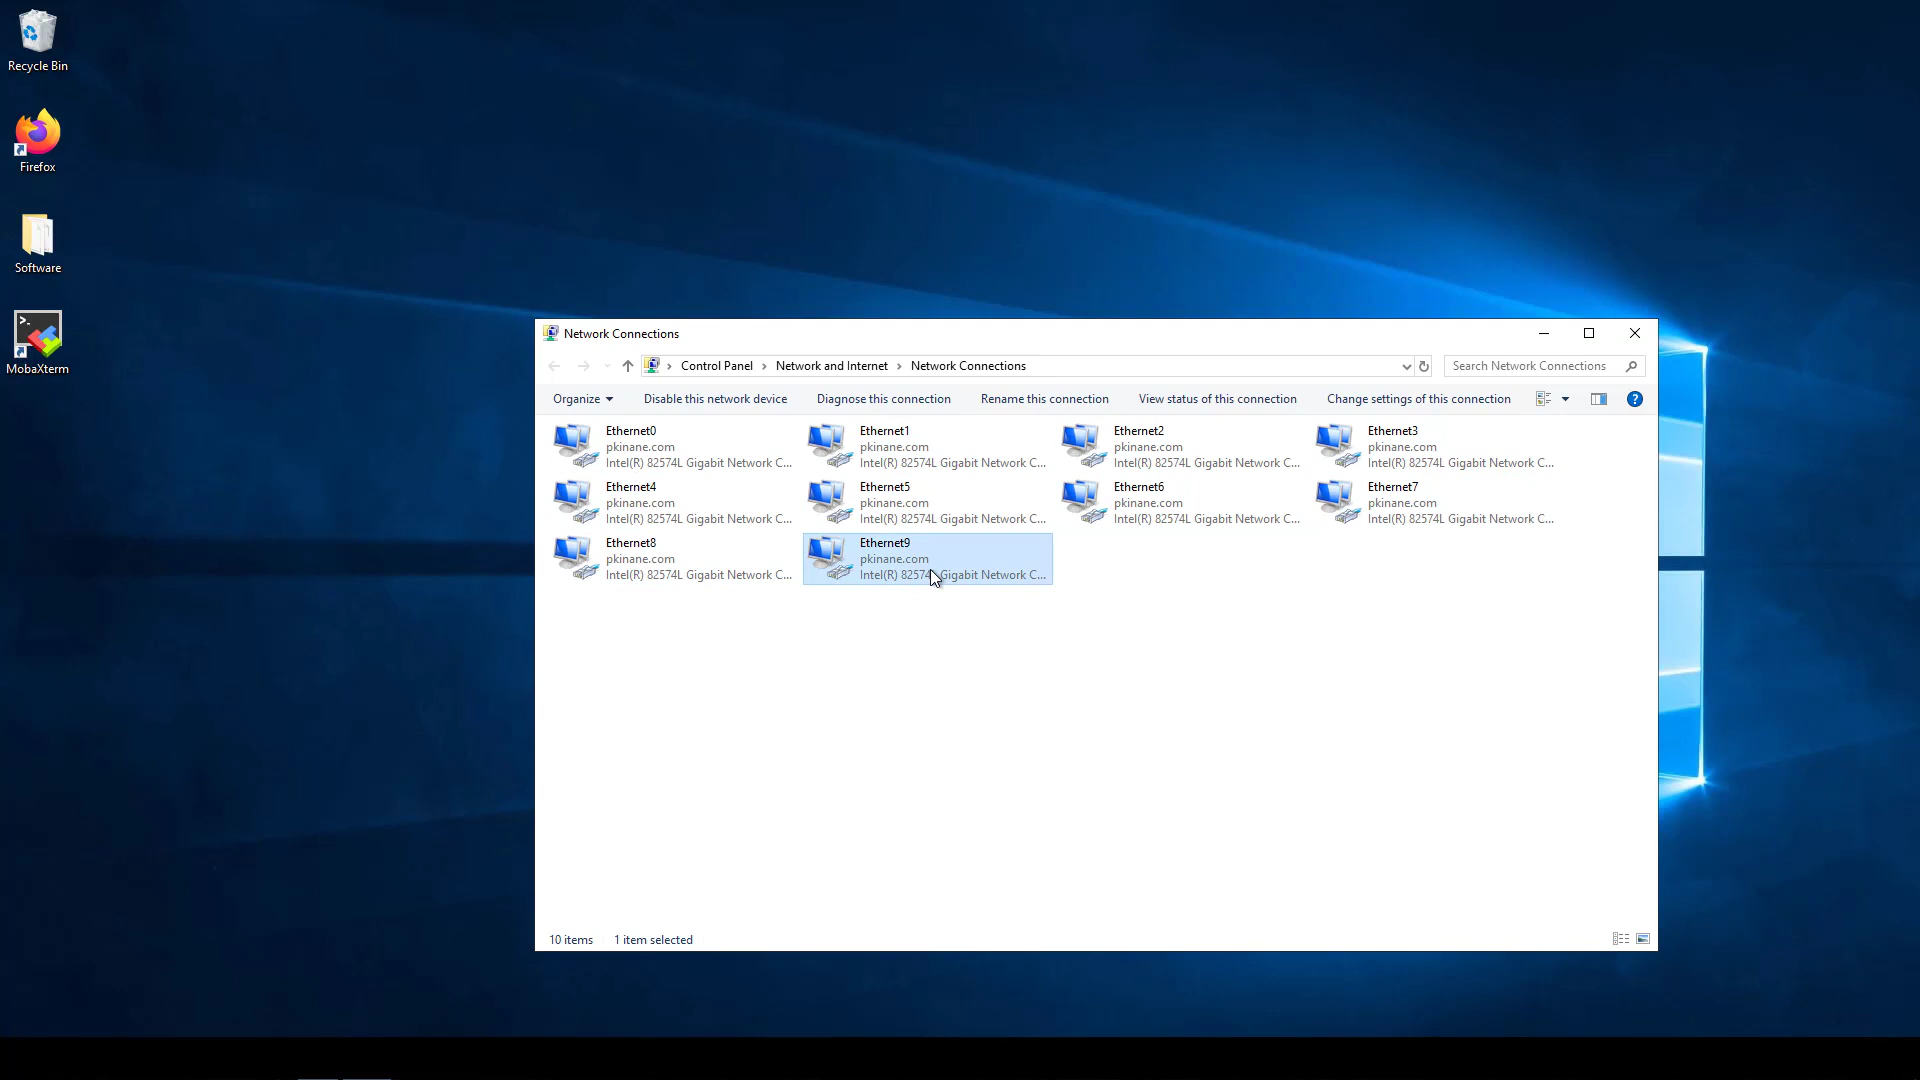 Recycle Bin
Firefox
Software
MobaXterm
Network Connections
Control Panel
Network and Internet
Network Connections
Search Network Connections
Organize
Disable this network device
Diagnose this connection
Rename this connection
View status of this connection
Change settings of this connection
Ethernet0
pkinane.com
Intel(R) 82574L Gigabit Network C...
Ethernet1
pkinane.com
Intel(R) 82574L Gigabit Network C...
Ethernet2
pkinane.com
Intel(R) 82574L Gigabit Network C...
Ethernet3
pkinane.com
Intel(R) 82574L Gigabit Network C...
Ethernet4
pkinane.com
Intel(R) 82574L Gigabit Network C...
Ethernet5
pkinane.com
Intel(R) 82574L Gigabit Network C...
Ethernet6
pkinane.com
Intel(R) 82574L Gigabit Network C...
Ethernet7
pkinane.com
Intel(R) 82574L Gigabit Network C...
Ethernet8
pkinane.com
Intel(R) 82574L Gigabit Network C...
Ethernet9
pkinane.com
Intel(R) 82574L Gigabit Network C...
10 items
1 item selected